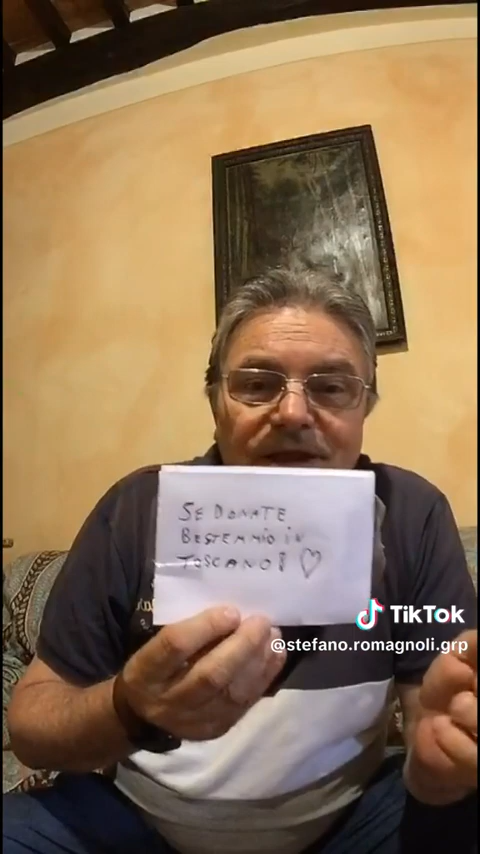 SE DONATE
BESTEMMIO IN
TOSCANO! ♡
TikTok
@stefano.romagnoli.grp